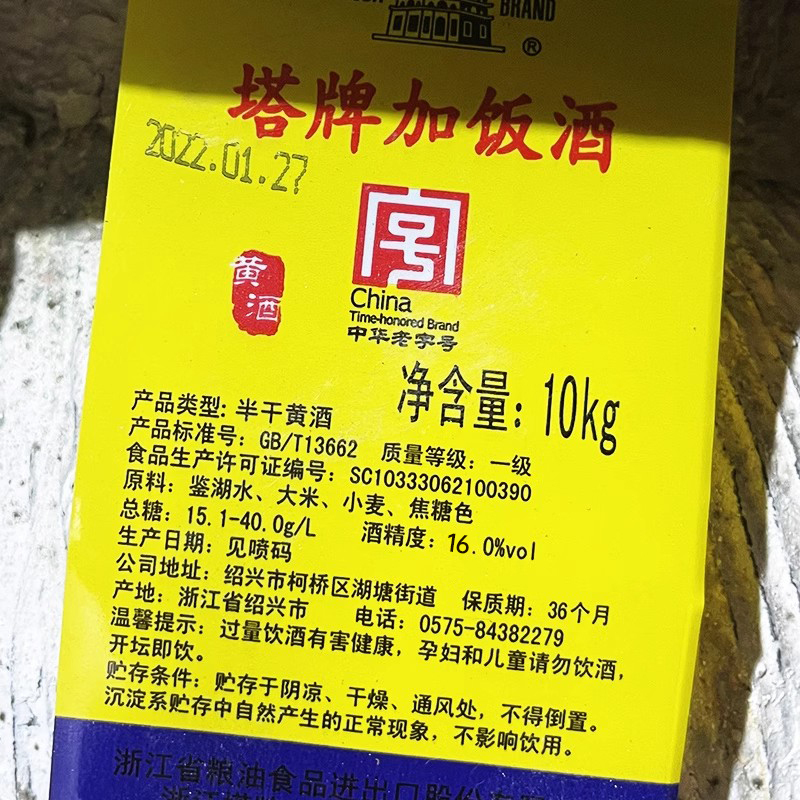 BRAND
®
塔牌加饭酒
2022.01.27
黄酒
字号
China
Time-honored Brand
中华老字号
净含量：10kg
产品类型：半干黄酒
产品标准号：GB/T13662 质量等级：一级
食品生产许可证编号：SC10333062100390
原料：鉴湖水、大米、小麦、焦糖色
总糖：15.1-40.0g/L 酒精度：16.0%vol
生产日期：见喷码
公司地址：绍兴市柯桥区湖塘街道 保质期：36个月
产地：浙江省绍兴市 电话：0575-84382279
温馨提示：过量饮酒有害健康，孕妇和儿童请勿饮酒，
开坛即饮。
贮存条件：贮存于阴凉、干燥、通风处，不得倒置。
沉淀系贮存中自然产生的正常现象，不影响饮用。
浙江省粮油食品进出口股份有限